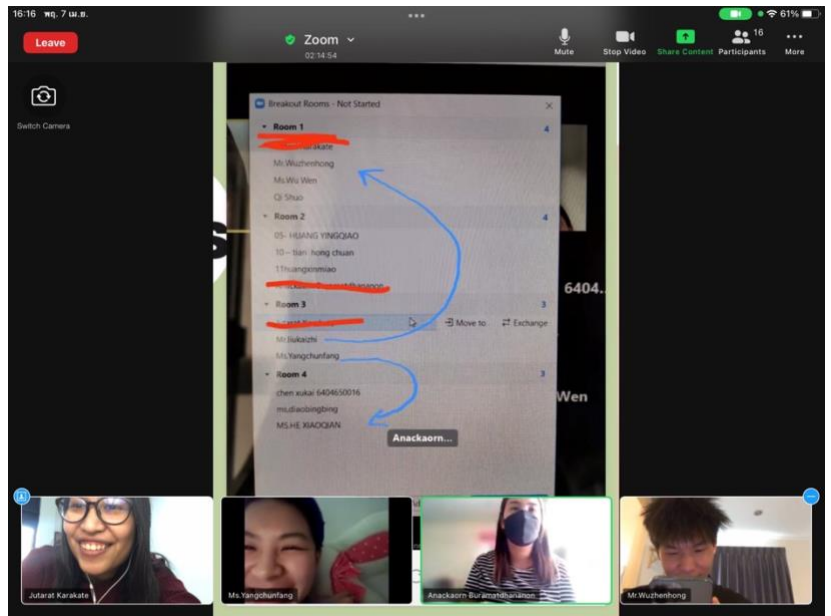 16:16 พฤ. 7 เม.ย.
61%
Leave
Zoom
02:14:54
Mute
Stop Video
Share Content
Participants
16
More
Switch Camera
Breakout Rooms - Not Started
Room 1
4
Mr.Wuzhenhong
Ms.Wu Wen
Qi Shuo
Room 2
4
05- HUANG YINGQIAO
10-- tian hong chuan
11huangxinmiao
6404..
Room 3
3
Move to
Exchange
Mr.liukaizhi
Ms.Yangchunfang
Room 4
3
chen xukai 6404650016
ms.diaobingbing
MS.HE XIAOQIAN
Wen
Anackaorn...
Jutarat Karakate
Ms.Yangchunfang
Anackaorn Buramatdhananon
Mr.Wuzhenhong